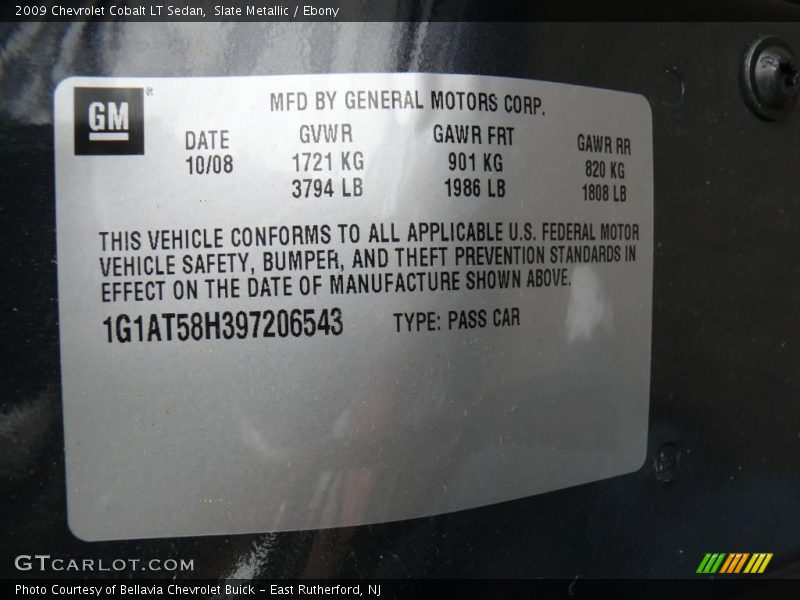 2009 Chevrolet Cobalt LT Sedan,  Slate Metallic / Ebony
GM®
MFD BY GENERAL MOTORS CORP.
DATE GVWR GAWR FRT GAWR RR
10/08 1721 KG 901 KG 820 KG
3794 LB 1986 LB 1808 LB
THIS VEHICLE CONFORMS TO ALL APPLICABLE U.S. FEDERAL MOTOR
VEHICLE SAFETY, BUMPER, AND THEFT PREVENTION STANDARDS IN
EFFECT ON THE DATE OF MANUFACTURE SHOWN ABOVE.
1G1AT58H397206543 TYPE: PASS CAR
GTCARLOT.COM
Photo Courtesy of Bellavia Chevrolet Buick – East Rutherford, NJ